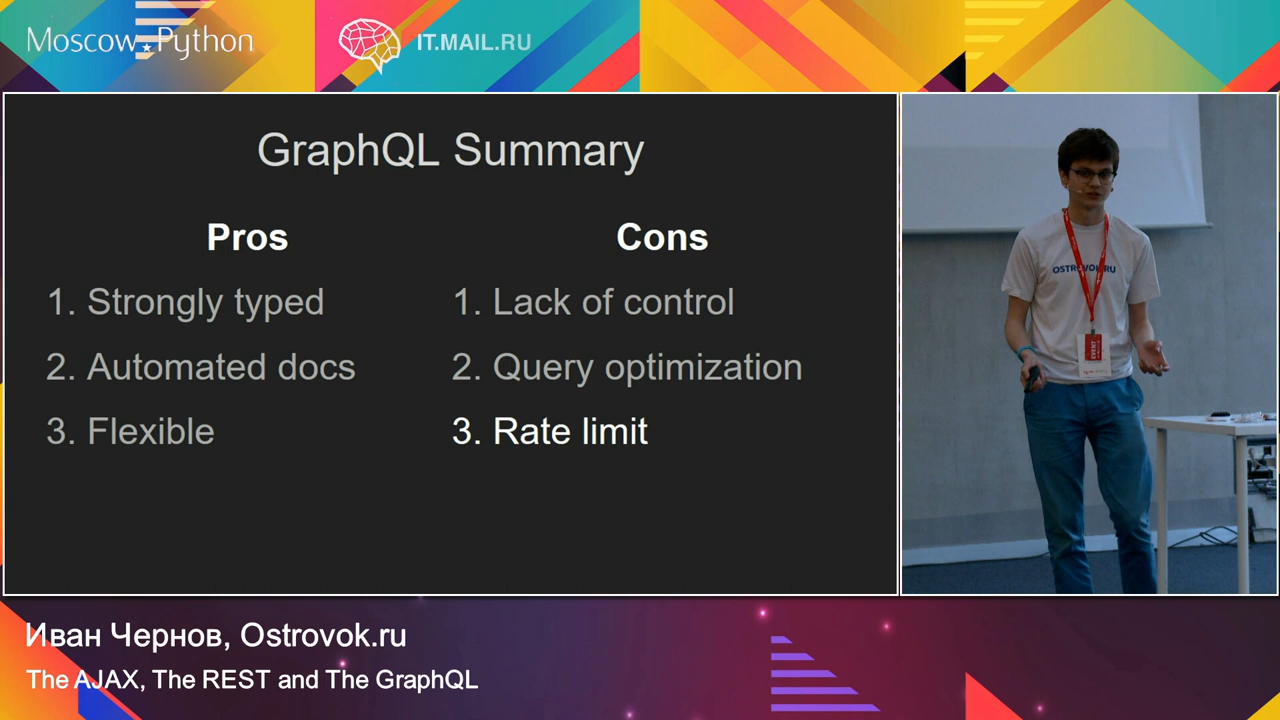 Moscow Python
IT.MAIL.RU
GraphQL Summary
Pros
1. Strongly typed
2. Automated docs
3. Flexible
Cons
1. Lack of control
2. Query optimization
3. Rate limit
OSTROVOK.RU
EVENT
Иван Чернов, Ostrovok.ru
The AJAX, The REST and The GraphQL